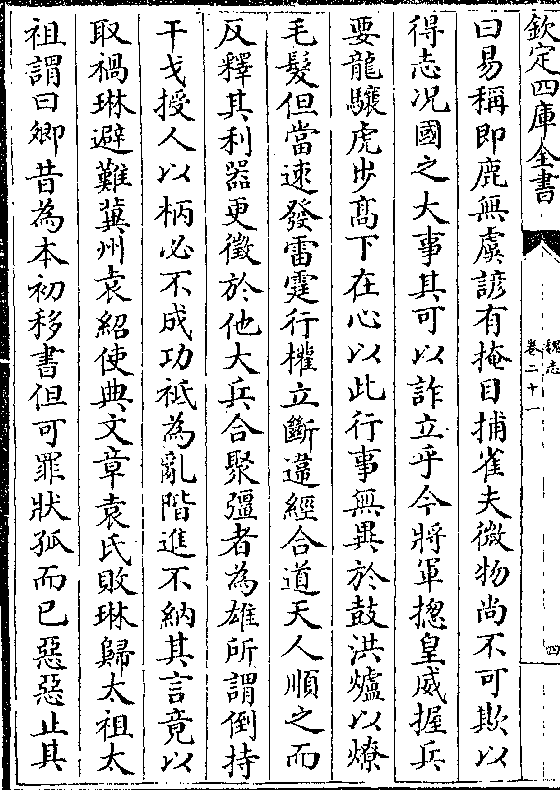 欽定四庫全書
魏志
卷二十一
四
曰易稱即鹿無虞諺有掩目捕雀夫微物尚不可欺以
得志况國之大事其可以詐立乎今將軍摠皇威握兵
要龍驤虎步髙下在心以此行事無異於鼓洪爐以燎
毛髮但當速發雷霆行權立斷違經合道天人順之而
反釋其利器更徵於他大兵合聚彊者為雄所謂倒持
干戈授人以柄必不成功祗為亂階進不納其言竟以
取禍琳避難冀州袁紹使典文章袁氏敗琳歸太祖太
祖謂曰卿昔為本初移書但可罪狀孤而已惡惡止其